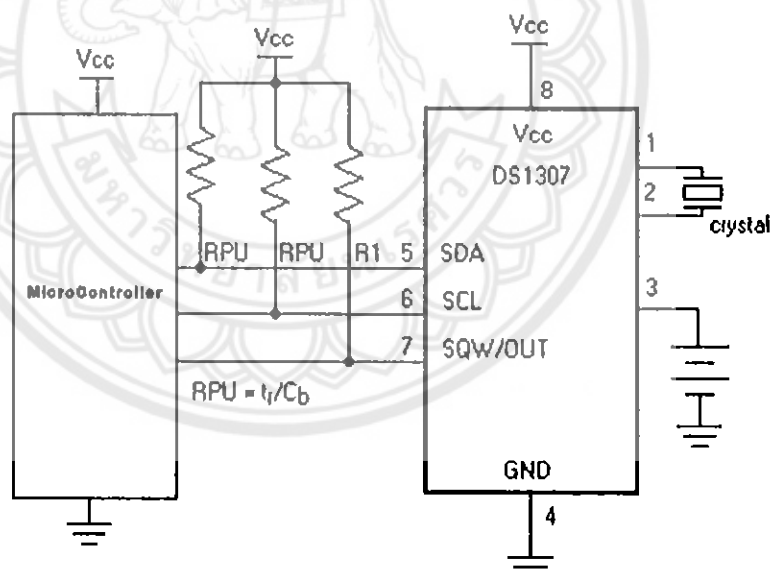 Vcc
Vcc
Vcc
8
Vcc
DS1307
1
2
crystal
RPU RPU R1 5 SDA
MicroController
6 SCL
3
7 SQW/OUT
RPU = tᵣ/C_b
GND
4